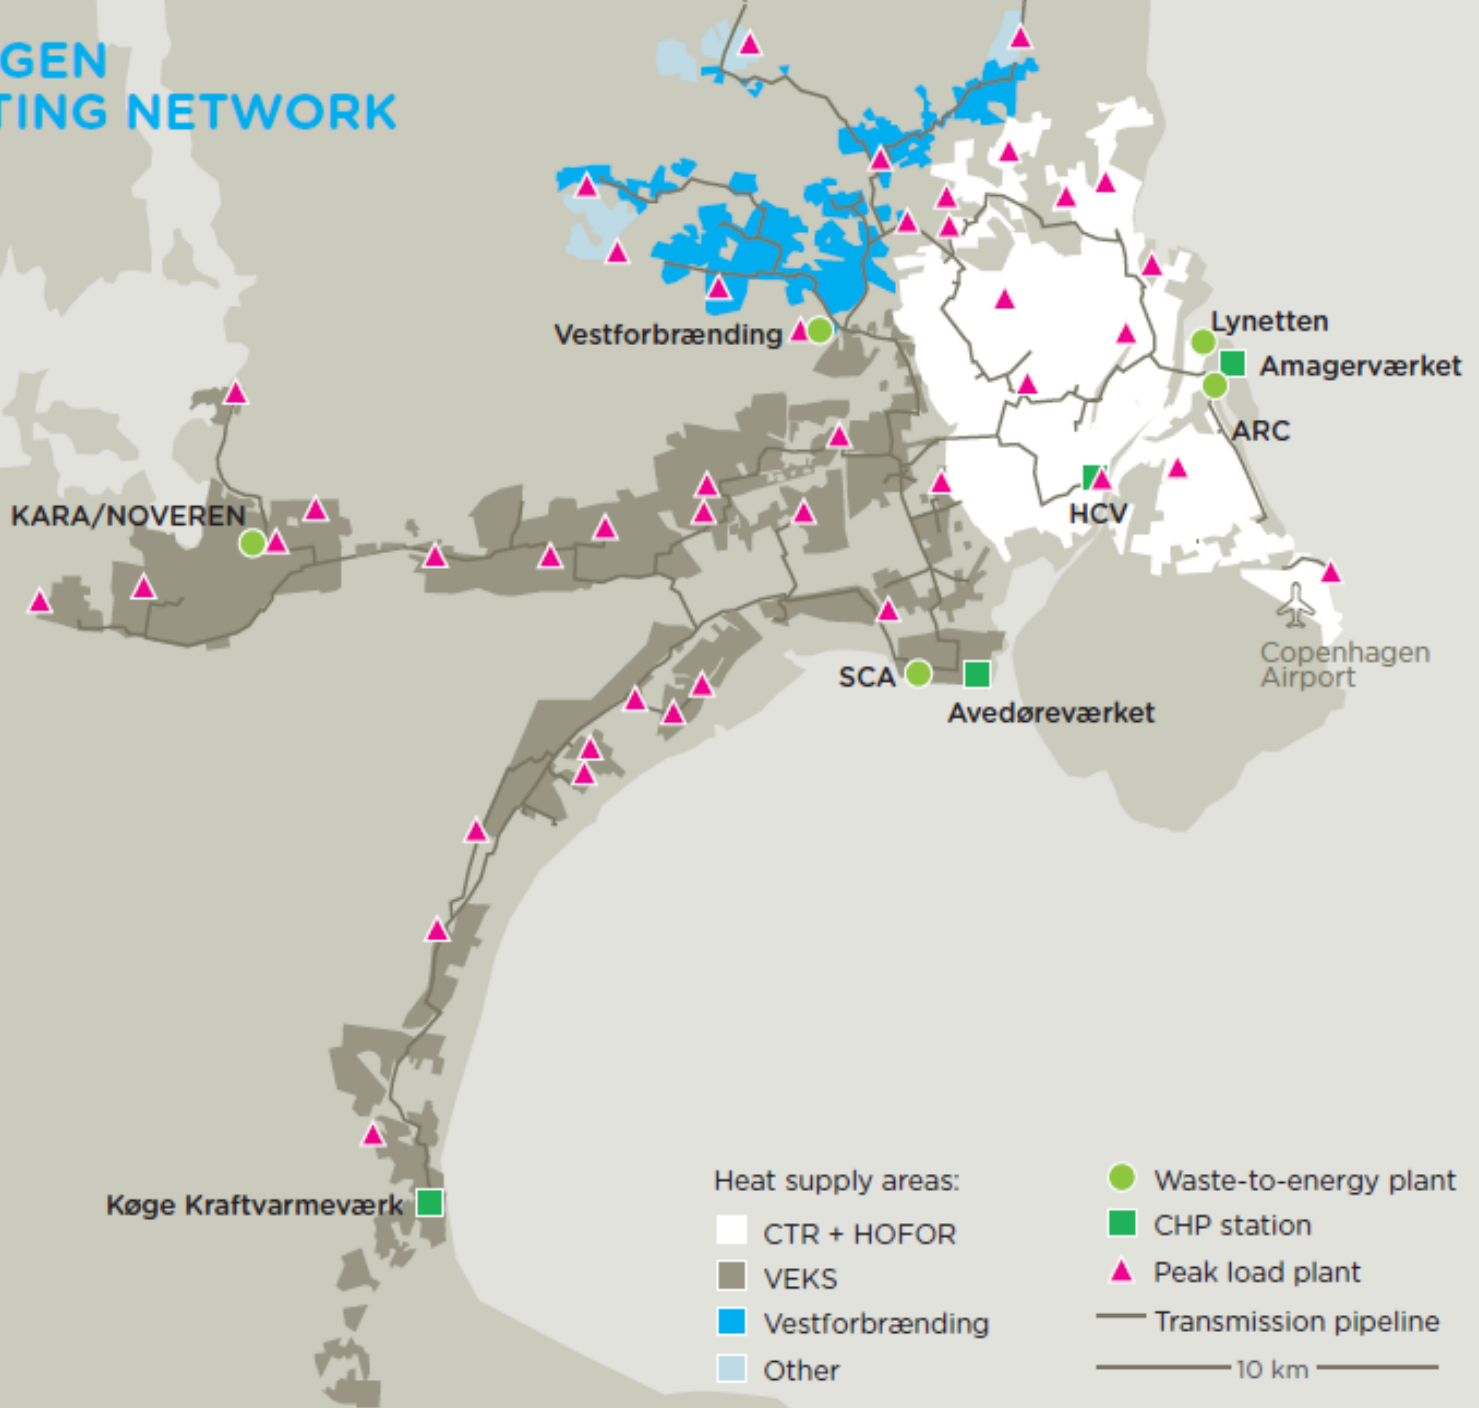 GEN
TING NETWORK
Vestforbrænding
Lynetten
Amagerværket
ARC
KARA/NOVEREN
HCV
Copenhagen
Airport
SCA
Avedøreværket
Køge Kraftvarmeværk
Heat supply areas:
CTR + HOFOR
VEKS
Vestforbrænding
Other
Waste-to-energy plant
CHP station
Peak load plant
Transmission pipeline
10 km